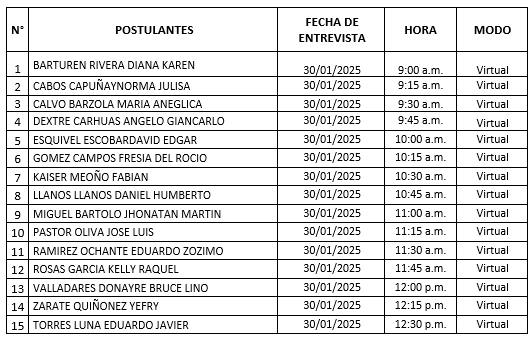 N° POSTULANTES FECHA DE ENTREVISTA HORA MODO
1 BARTUREN RIVERA DIANA KAREN 30/01/2025 9:00 a.m. Virtual
2 CABOS CAPUÑAYNORMA JULISA 30/01/2025 9:15 a.m. Virtual
3 CALVO BARZOLA MARIA ANEGLICA 30/01/2025 9:30 a.m. Virtual
4 DEXTRE CARHUAS ANGELO GIANCARLO 30/01/2025 9:45 a.m. Virtual
5 ESQUIVEL ESCOBARDAVID EDGAR 30/01/2025 10:00 a.m. Virtual
6 GOMEZ CAMPOS FRESIA DEL ROCIO 30/01/2025 10:15 a.m. Virtual
7 KAISER MEOÑO FABIAN 30/01/2025 10:30 a.m. Virtual
8 LLANOS LLANOS DANIEL HUMBERTO 30/01/2025 10:45 a.m. Virtual
9 MIGUEL BARTOLO JHONATAN MARTIN 30/01/2025 11:00 a.m. Virtual
10 PASTOR OLIVA JOSE LUIS 30/01/2025 11:15 a.m. Virtual
11 RAMIREZ OCHANTE EDUARDO ZOZIMO 30/01/2025 11:30 a.m. Virtual
12 ROSAS GARCIA KELLY RAQUEL 30/01/2025 11:45 a.m. Virtual
13 VALLADARES DONAYRE BRUCE LINO 30/01/2025 12:00 p.m. Virtual
14 ZARATE QUIÑONEZ YEFRY 30/01/2025 12:15 p.m. Virtual
15 TORRES LUNA EDUARDO JAVIER 30/01/2025 12:30 p.m. Virtual